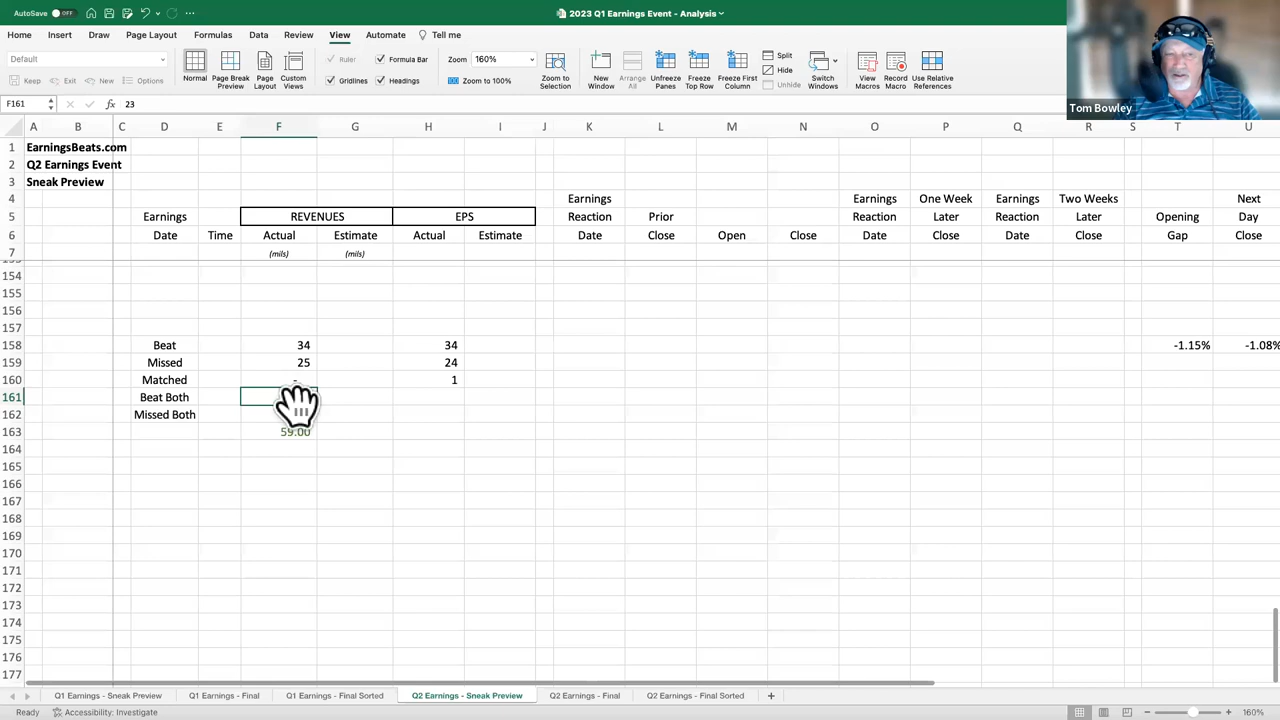 AutoSave OFF 2023 Q1 Earnings Event - Analysis
Home Insert Draw Page Layout Formulas Data Review View Automate Tell me
Default Ruler Formula Bar Zoom 160% Split
Keep Exit New Options Normal Page Break Preview Page Layout Custom Views Gridlines Headings Zoom to 100% Zoom to Selection New Window Arrange All Unfreeze Panes Freeze Top Row Freeze First Column Hide Unhide Switch Windows View Macros Record Macro Use Relative References
Tom Bowley
F161 fx 23
A B C D E F G H I J K L M N O P Q R S T U
1 EarningsBeats.com
2 Q2 Earnings Event
3 Sneak Preview
4 Earnings Earnings One Week Earnings Two Weeks Next
5 Earnings REVENUES EPS Reaction Prior Reaction Later Reaction Later Opening Day
6 Date Time Actual Estimate Actual Estimate Date Close Open Close Date Close Date Close Gap Close
7 (mils) (mils)
154
155
156
157
158 Beat 34 34 -1.15% -1.08%
159 Missed 25 24
160 Matched 1
161 Beat Both
162 Missed Both
163 59.00
164
165
166
167
168
169
170
171
172
173
174
175
176
177
Q1 Earnings - Sneak Preview Q1 Earnings - Final Q1 Earnings - Final Sorted Q2 Earnings - Sneak Preview Q2 Earnings - Final Q2 Earnings - Final Sorted +
Ready Accessibility: Investigate 160%